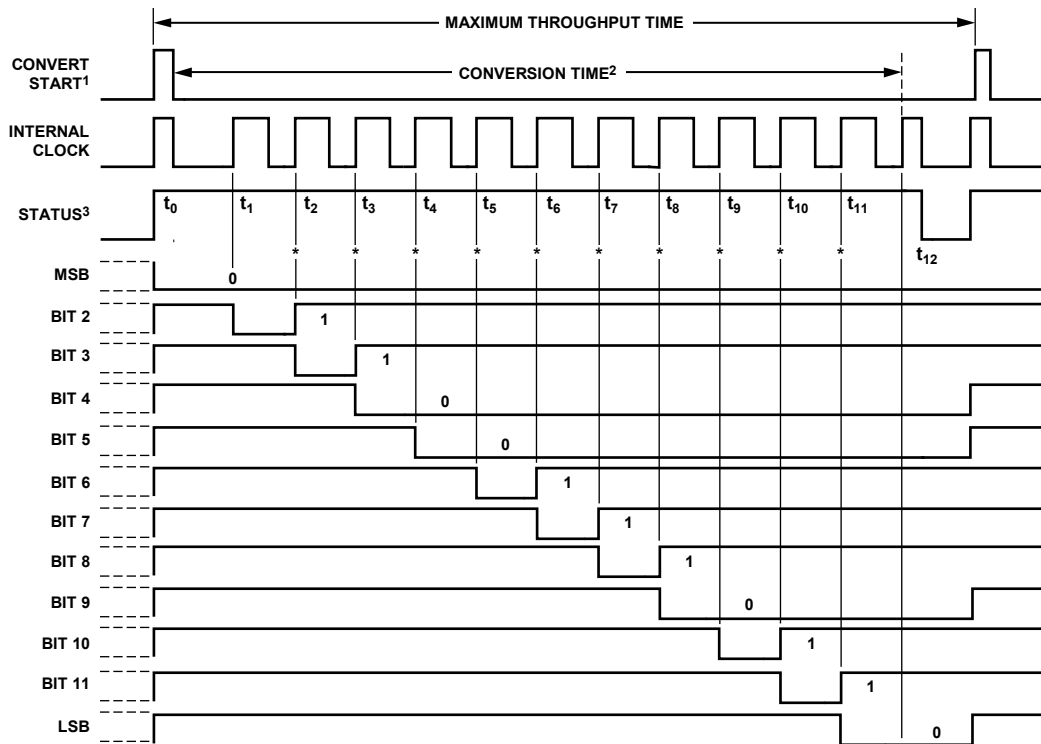 MAXIMUM THROUGHPUT TIME
CONVERT
START1
CONVERSION TIME2
INTERNAL
CLOCK
STATUS3
t0 t1 t2 t3 t4 t5 t6 t7 t8 t9 t10 t11
* * * * * * * * * *
t12
MSB 0
BIT 2 1
BIT 3 1
BIT 4 0
BIT 5 0
BIT 6 1
BIT 7 1
BIT 8 1
BIT 9 0
BIT 10 1
BIT 11 1
LSB 0